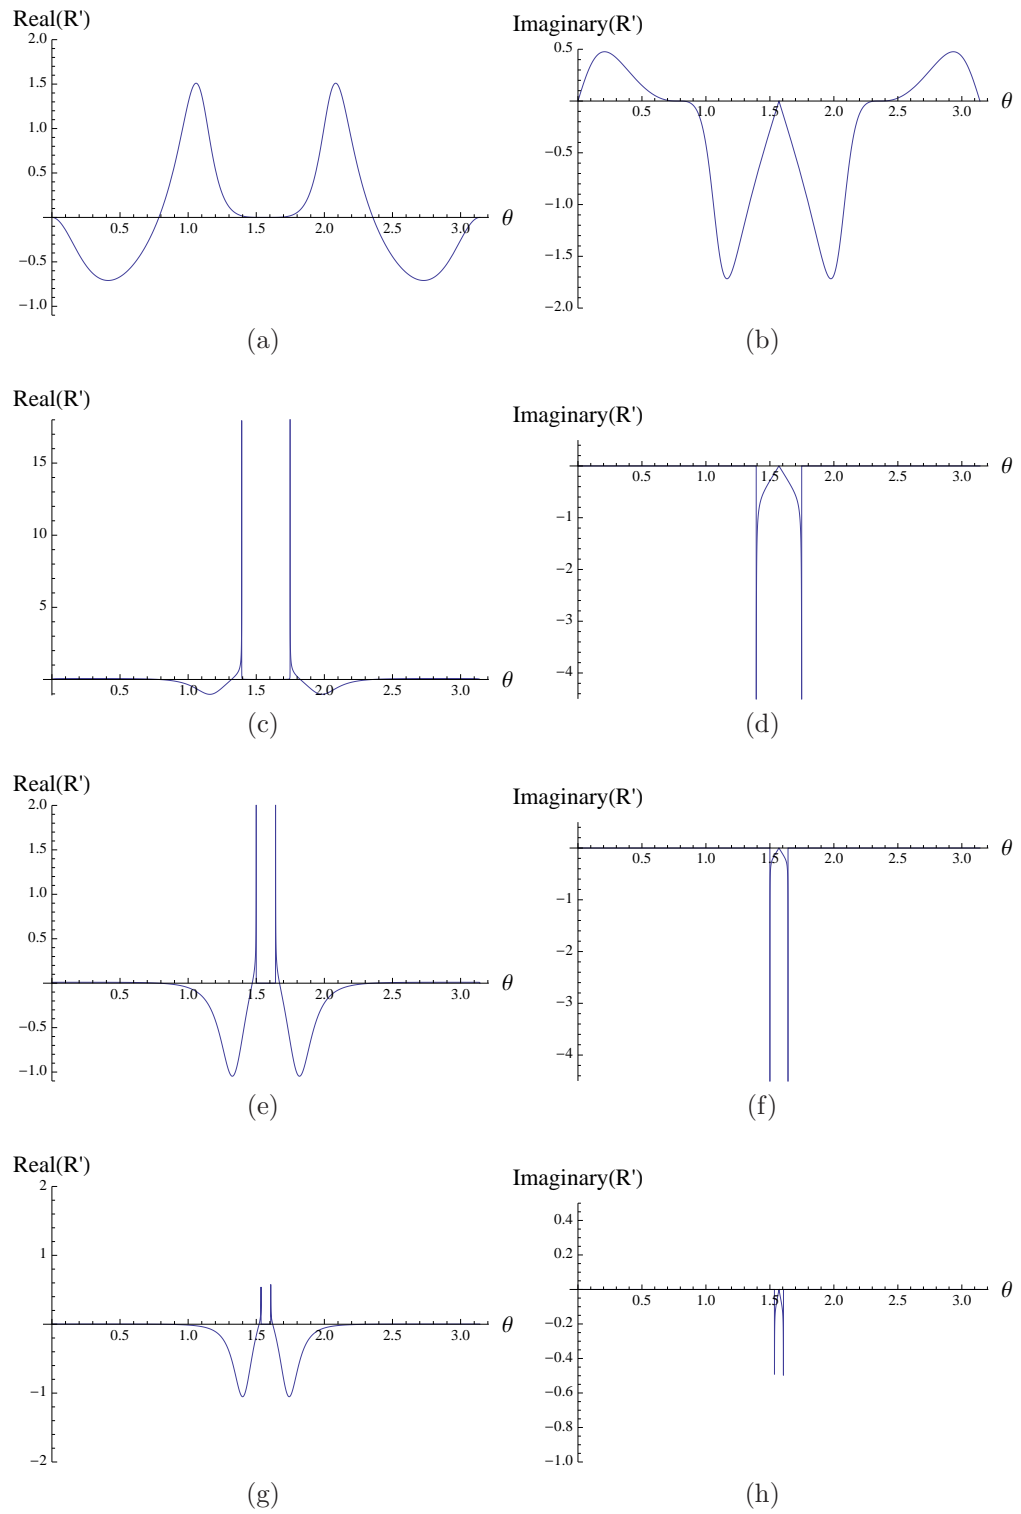 Real(R')
2.0
1.5
1.0
0.5
−0.5
−1.0
0.5 1.0 1.5 2.0 2.5 3.0 θ
(a)
Imaginary(R')
0.5
−0.5
−1.0
−1.5
−2.0
0.5 1.0 1.5 2.0 2.5 3.0 θ
(b)
Real(R')
15
10
5
0.5 1.0 1.5 2.0 2.5 3.0 θ
(c)
Imaginary(R')
−1
−2
−3
−4
0.5 1.0 1.5 2.0 2.5 3.0 θ
(d)
Real(R')
2.0
1.5
1.0
0.5
−0.5
−1.0
0.5 1.0 1.5 2.0 2.5 3.0 θ
(e)
Imaginary(R')
−1
−2
−3
−4
0.5 1.0 1.5 2.0 2.5 3.0 θ
(f)
Real(R')
2
1
−1
−2
0.5 1.0 1.5 2.0 2.5 3.0 θ
(g)
Imaginary(R')
0.4
0.2
−0.2
−0.4
−0.6
−0.8
−1.0
0.5 1.0 1.5 2.0 2.5 3.0 θ
(h)